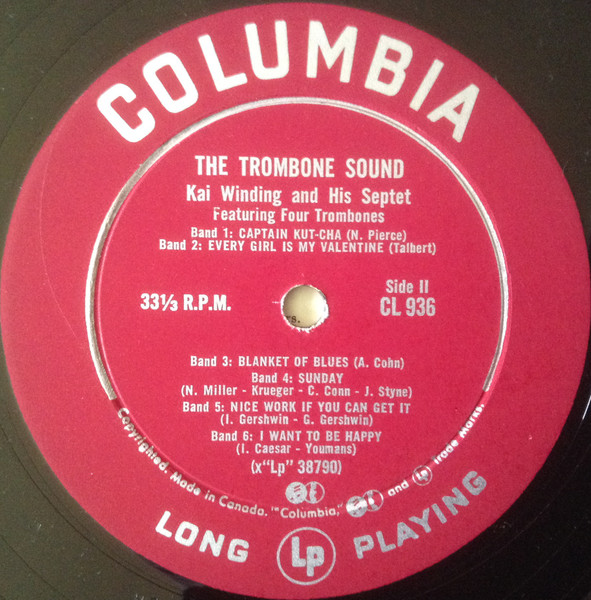 COLUMBIA
THE TROMBONE SOUND
Kai Winding and His Septet
Featuring Four Trombones
Band 1: CAPTAIN KUT-CHA (N. Pierce)
Band 2: EVERY GIRL IS MY VALENTINE (Talbert)
33⅓ R.P.M.
Side II
CL 936
Band 3: BLANKET OF BLUES (A. Cohn)
Band 4: SUNDAY
(N. Miller - Krueger - C. Conn - J. Styne)
Band 5: NICE WORK IF YOU CAN GET IT
(I. Gershwin - G. Gershwin)
Band 6: I WANT TO BE HAPPY
(I. Caesar - Youmans)
(x"Lp" 38790)
Copyrighted. Made in Canada. "Columbia," and Lp Trade Marks.
LONG Lp PLAYING